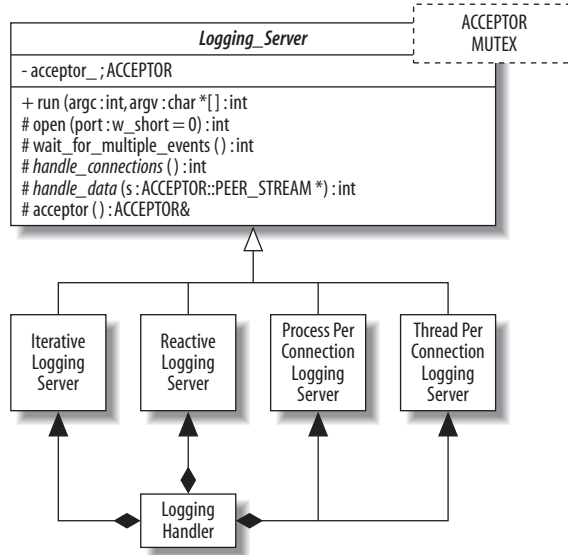 ACCEPTOR
MUTEX
Logging_Server
- acceptor_ ; ACCEPTOR
+ run (argc : int, argv : char *[ ] : int
# open (port : w_short = 0) : int
# wait_for_multiple_events ( ) : int
# handle_connections ( ) : int
# handle_data (s : ACCEPTOR::PEER_STREAM *) : int
# acceptor ( ) : ACCEPTOR&
Iterative
Logging
Server
Reactive
Logging
Server
Process Per
Connection
Logging
Server
Thread Per
Connection
Logging
Server
Logging
Handler